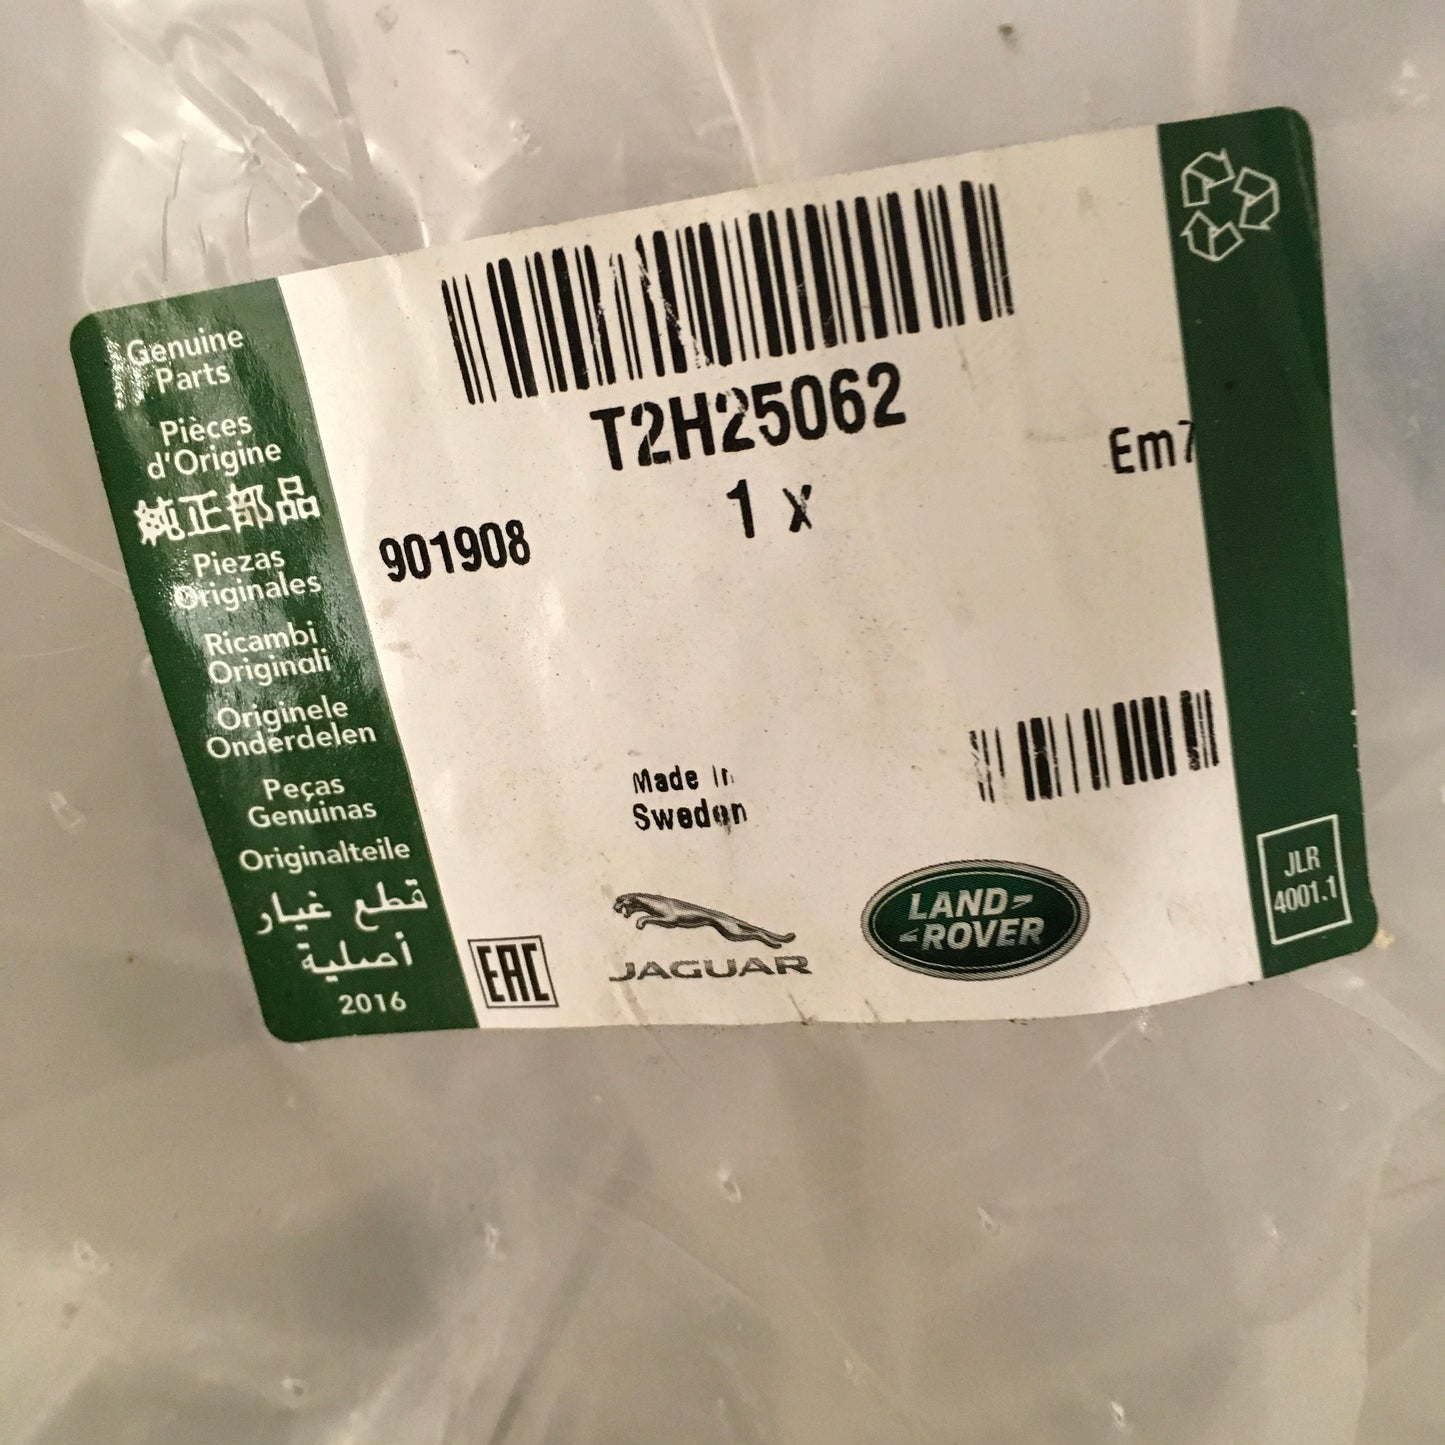 Genuine
Parts
Pièces
d'Origine
純正部品
Piezas
Originales
Ricambi
Originali
Originele
Onderdelen
Peças
Genuinas
Originalteile
قطع غيار
أصلية
2016
T2H25062
1 x
Em7
901908
Made In
Sweden
EAC
JAGUAR
LAND
ROVER
JLR
4001.1